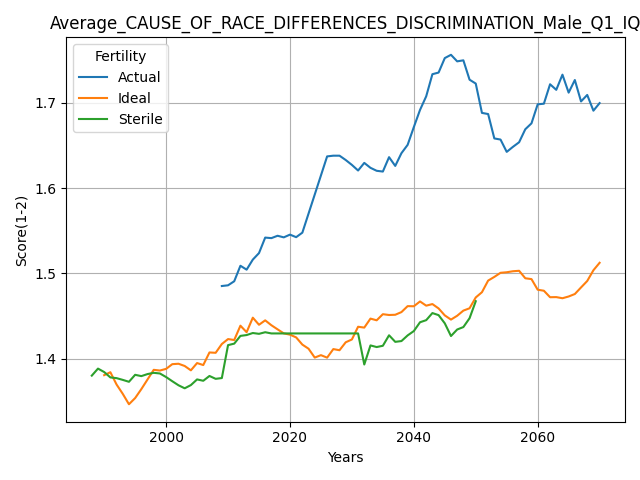 Average_CAUSE_OF_RACE_DIFFERENCES_DISCRIMINATION_Male_Q1_IQ
Fertility
Actual
Ideal
Sterile
1.7
1.6
1.5
1.4
Score(1-2)
2000
2020
2040
2060
Years